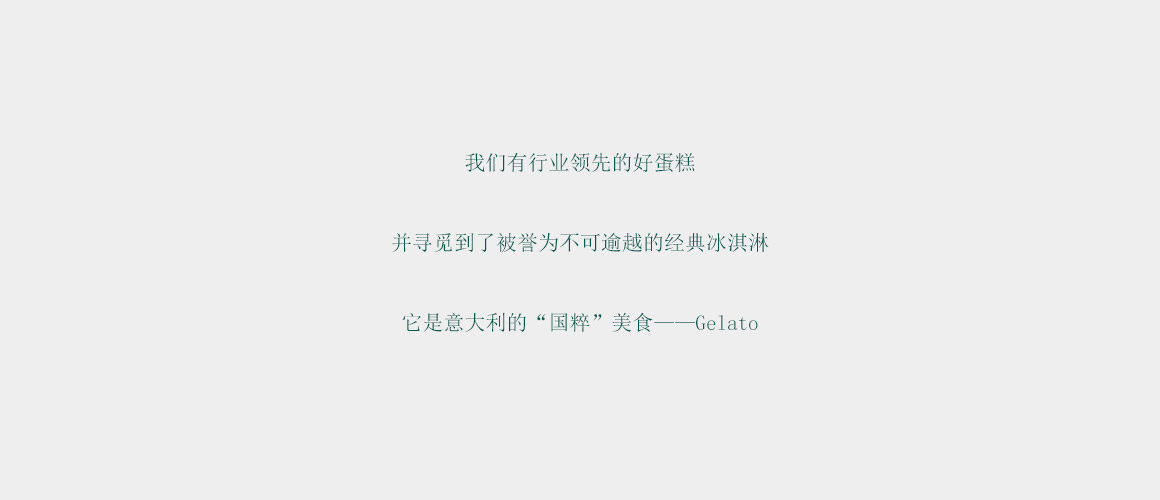 我们有行业领先的好蛋糕
并寻觅到了被誉为不可逾越的经典冰淇淋
它是意大利的“国粹”美食——Gelato